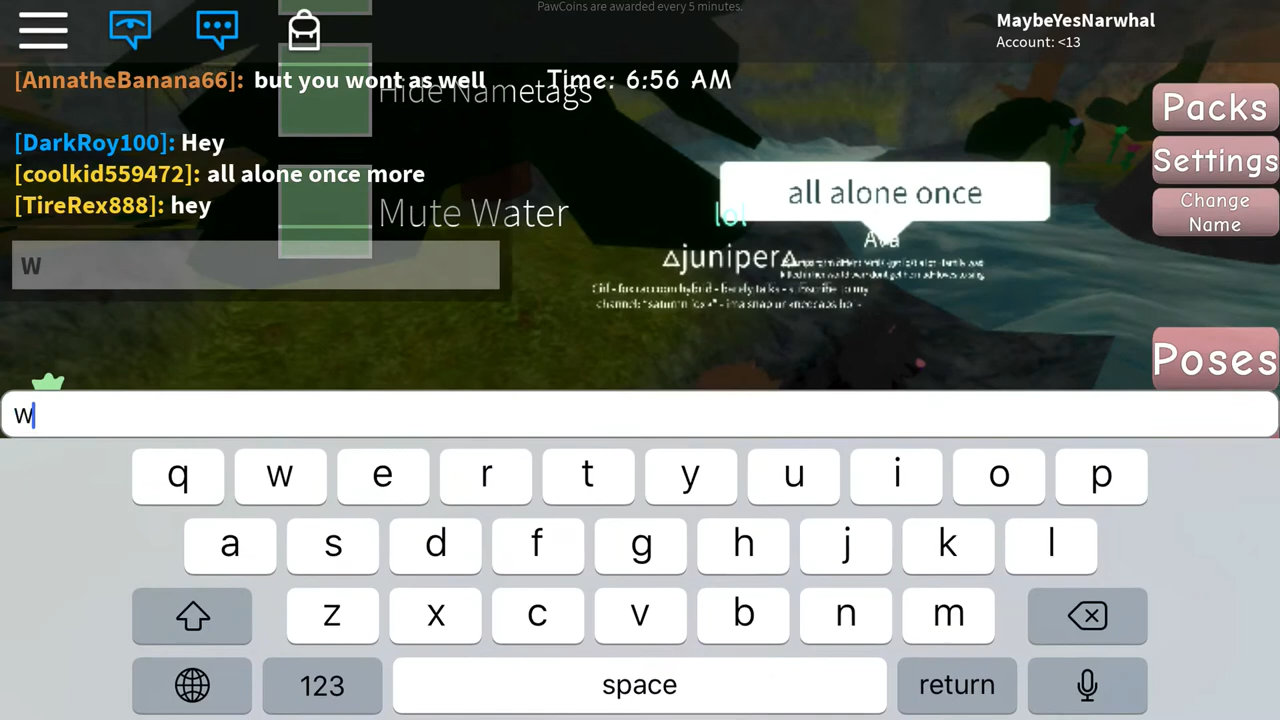 PawCoins are awarded every 5 minutes.
MaybeYesNarwhal
Account: <13
[AnnatheBanana66]: but you wont as well
Time: 6:56 AM
Hide Nametags
Packs
[DarkRoy100]: Hey
[coolkid559472]: all alone once more
Settings
[TireRex888]: hey
Mute Water
all alone once
Change
Name
lol
Ava
△juniper△
W
Poses
W
q w e r t y u i o p
a s d f g h j k l
z x c v b n m
123 space return